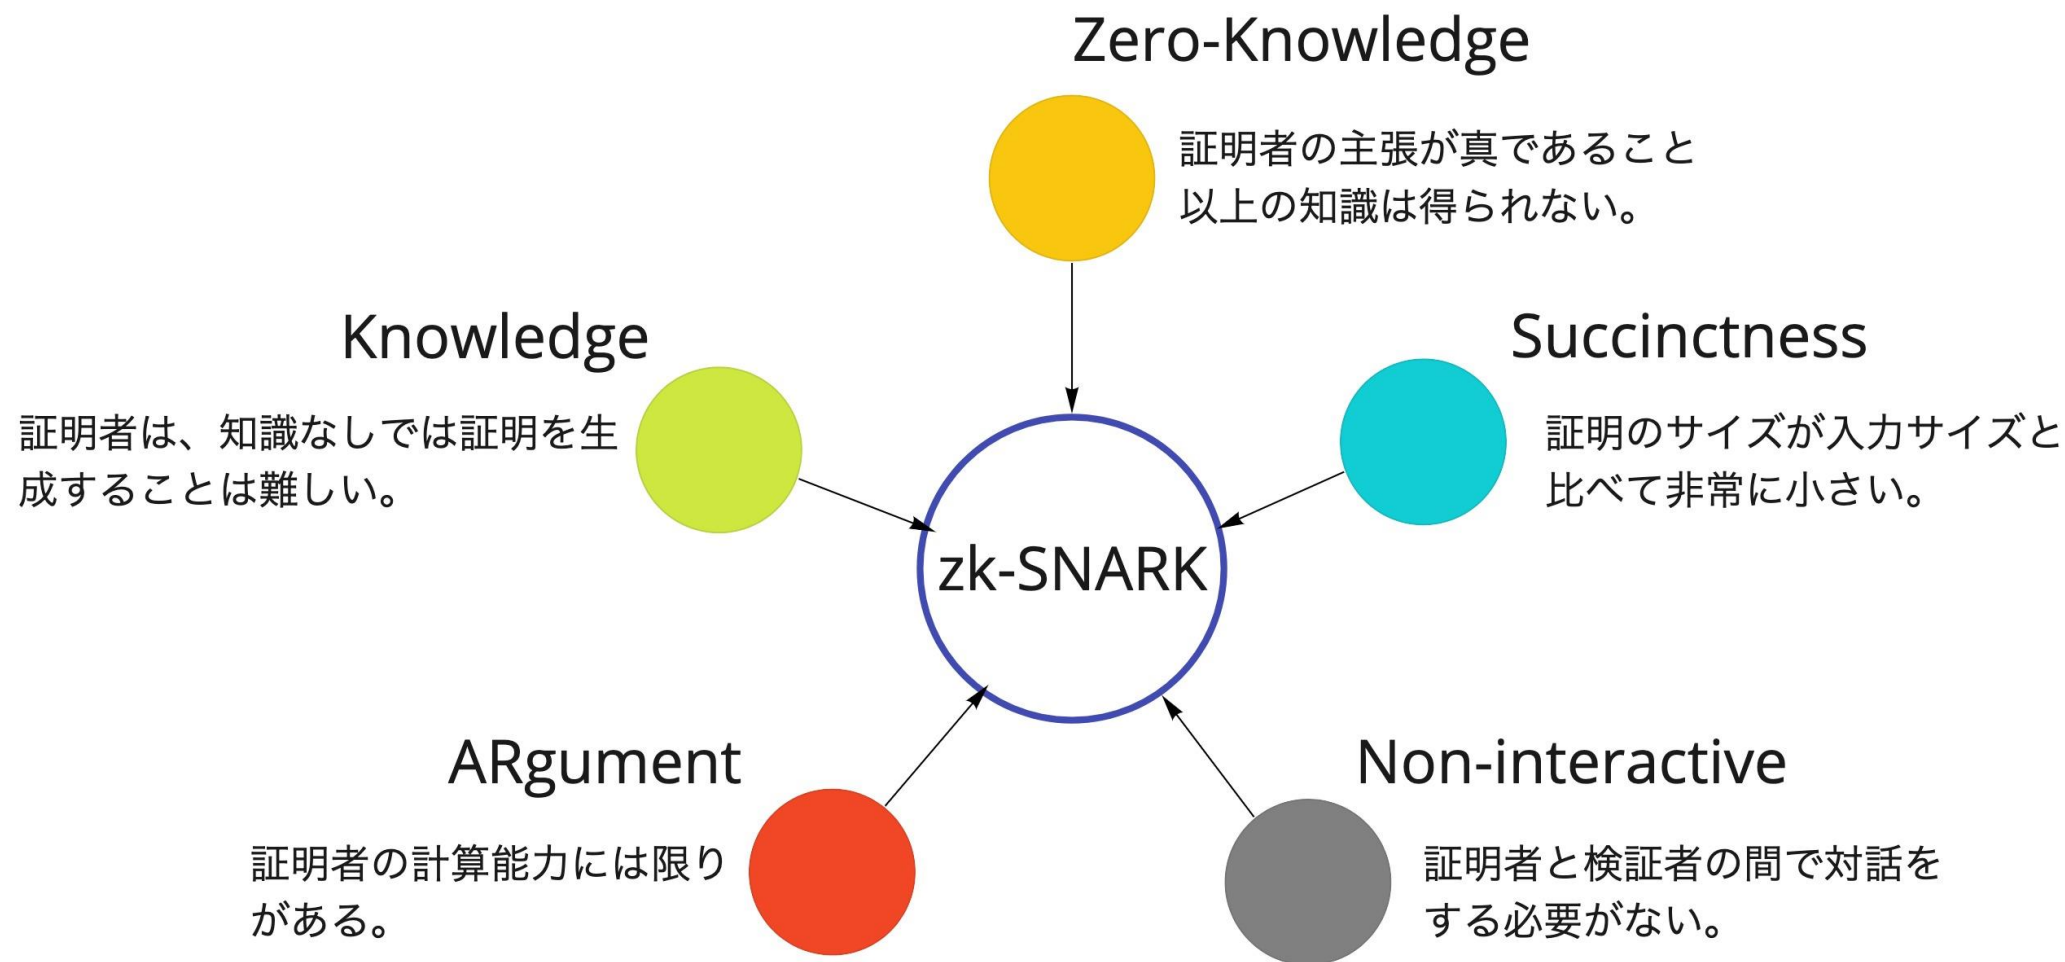 Zero-Knowledge
証明者の主張が真であること
以上の知識は得られない。
Knowledge
証明者は、知識なしでは証明を生
成することは難しい。
Succinctness
証明のサイズが入力サイズと
比べて非常に小さい。
zk-SNARK
ARgument
証明者の計算能力には限り
がある。
Non-interactive
証明者と検証者の間で対話を
する必要がない。